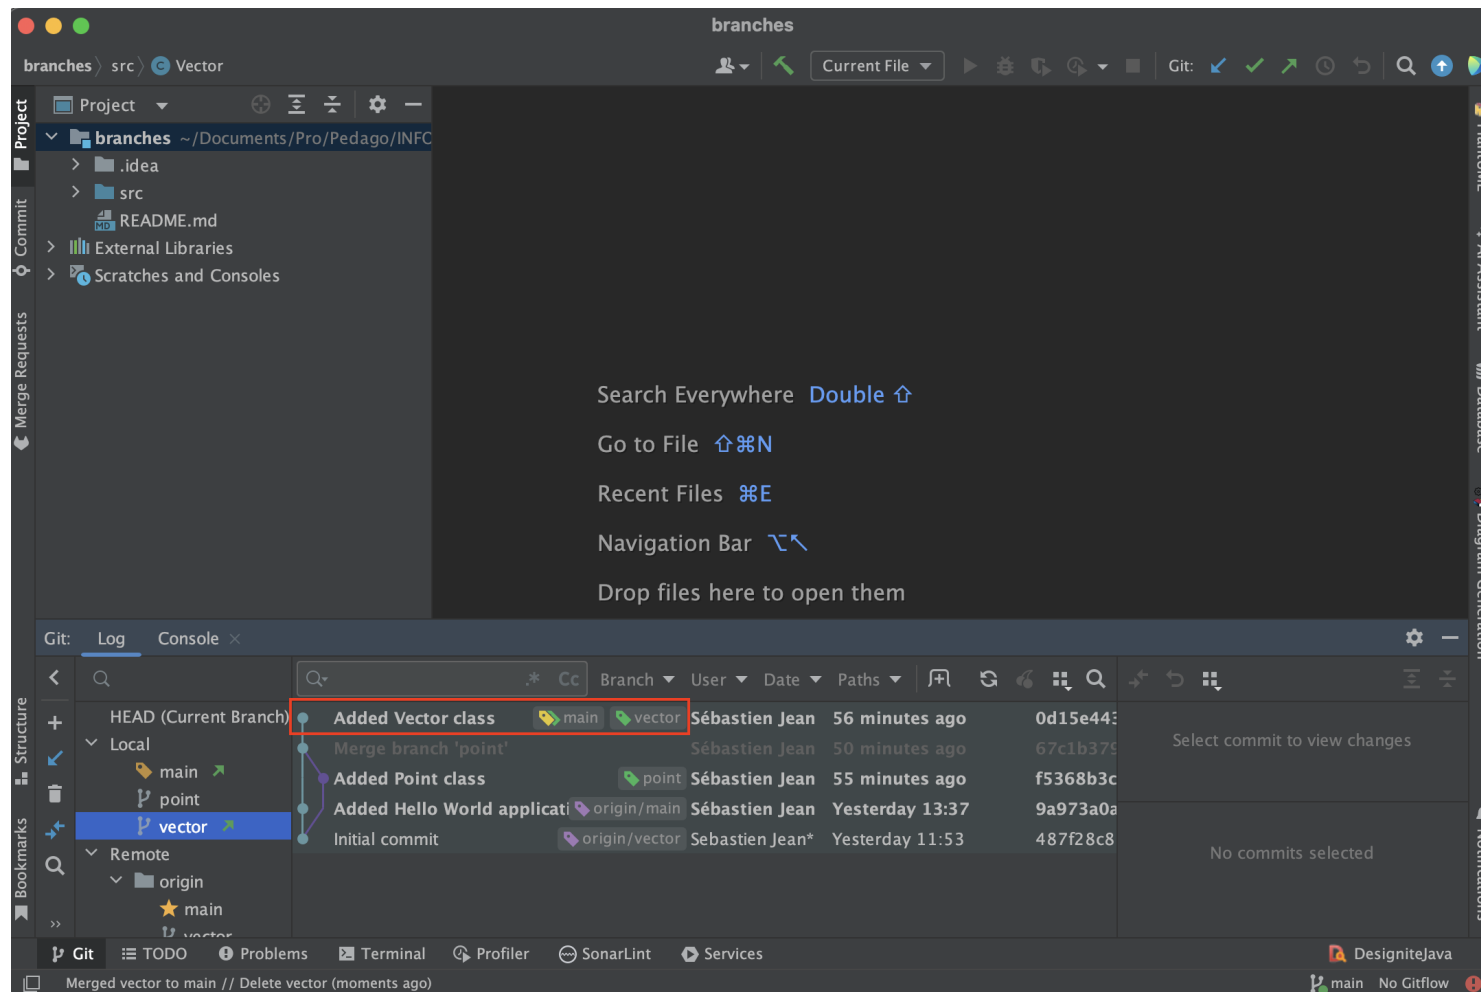 branches
branches src Vector
Current File
Git:
Project
branches ~/Documents/Pro/Pedago/INFO
.idea
src
MD README.md
External Libraries
Scratches and Consoles
Project
Commit
Merge Requests
Structure
Bookmarks
Search Everywhere Double ⇧
Go to File ⇧⌘N
Recent Files ⌘E
Navigation Bar ⌥↖
Drop files here to open them
Git: Log Console
.* Cc Branch User Date Paths
HEAD (Current Branch)
Local
main
point
vector
Remote
origin
main
vector
Added Vector class main vector Sébastien Jean 56 minutes ago 0d15e443
Merge branch 'point' Sébastien Jean 50 minutes ago 67c1b379
Added Point class point Sébastien Jean 55 minutes ago f5368b3c
Added Hello World applicati origin/main Sébastien Jean Yesterday 13:37 9a973a0a
Initial commit origin/vector Sebastien Jean* Yesterday 11:53 487f28c8
Select commit to view changes
No commits selected
Git TODO Problems Terminal Profiler SonarLint Services DesigniteJava
Merged vector to main // Delete vector (moments ago) main No Gitflow